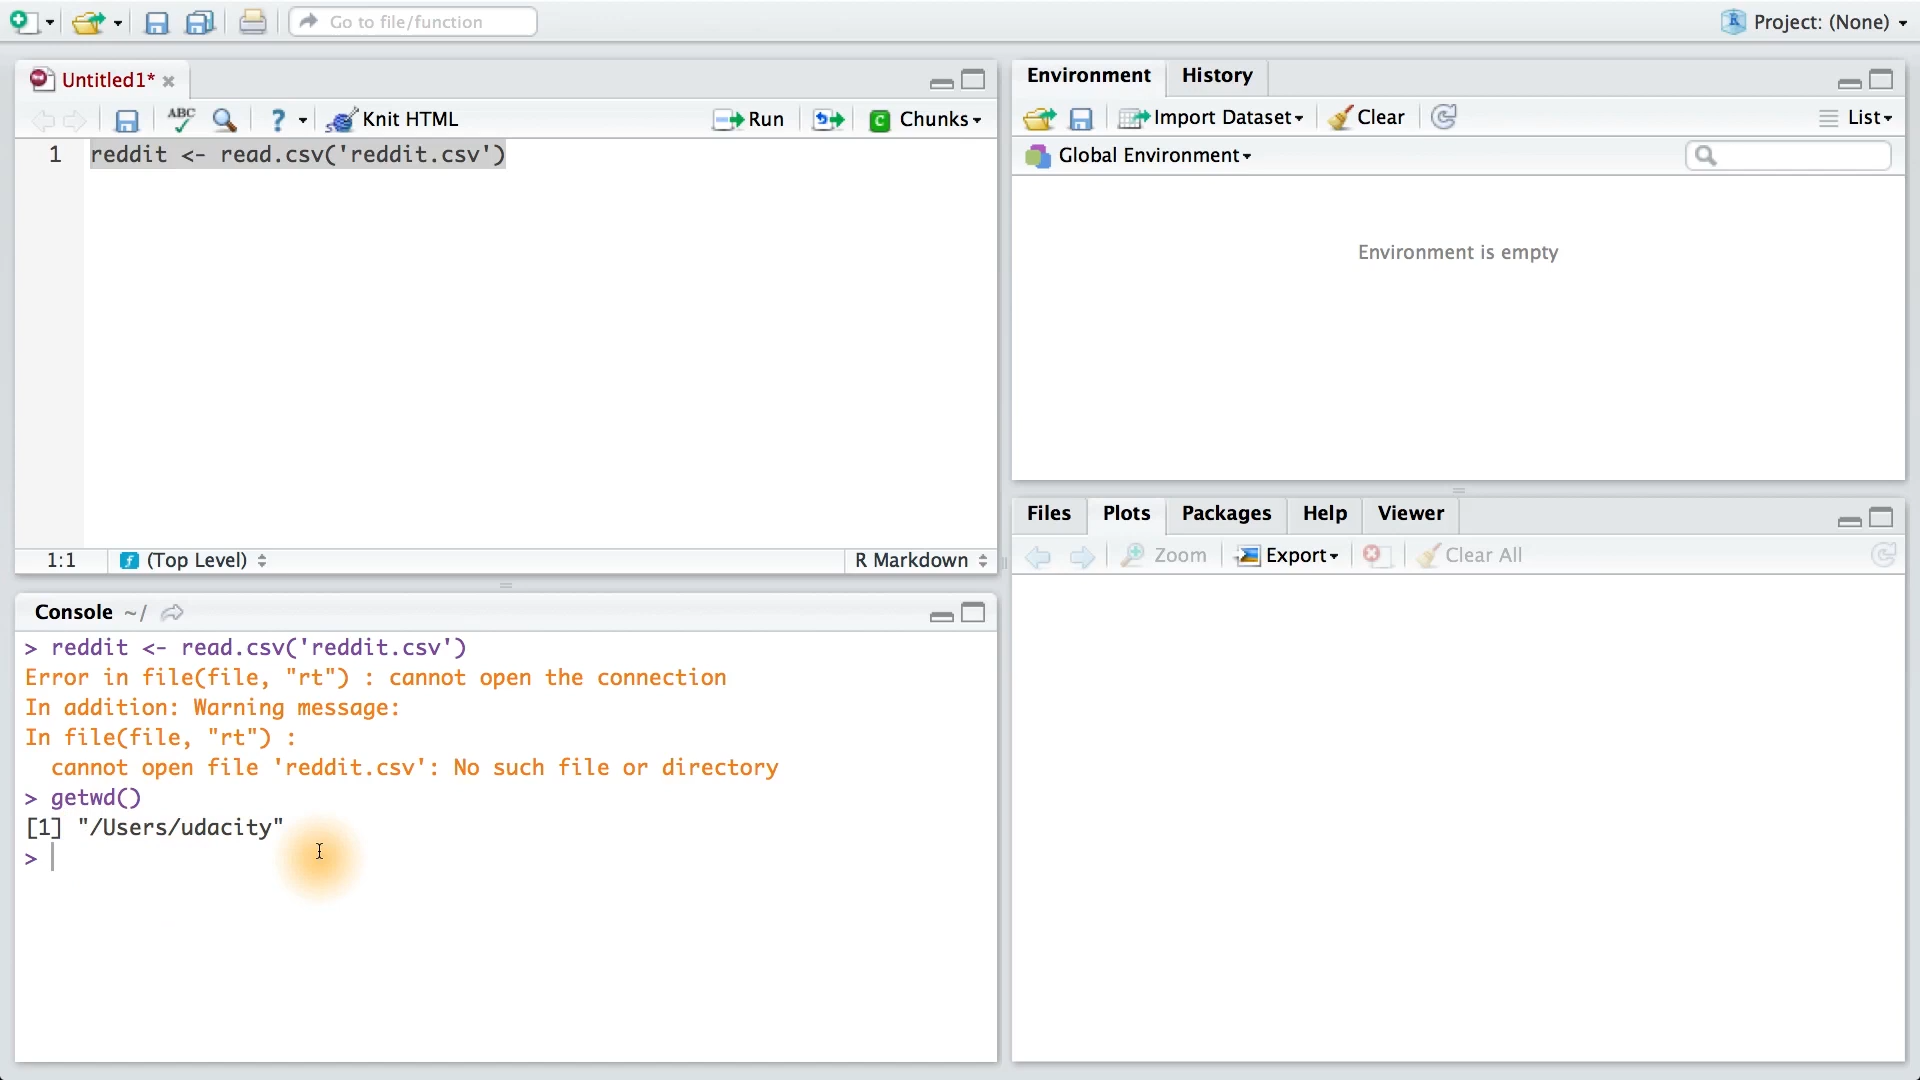 Go to file/function
Project: (None)
Untitled1*
ABC
?
Knit HTML
Run
C
Chunks
1
reddit <- read.csv('reddit.csv')
1:1
(Top Level)
R Markdown
Console ~/
> reddit <- read.csv('reddit.csv')
Error in file(file, "rt") : cannot open the connection
In addition: Warning message:
In file(file, "rt") :
cannot open file 'reddit.csv': No such file or directory
> getwd()
[1] "/Users/udacity"
>
Environment
History
Import Dataset
Clear
List
Global Environment
Environment is empty
Files
Plots
Packages
Help
Viewer
Zoom
Export
Clear All